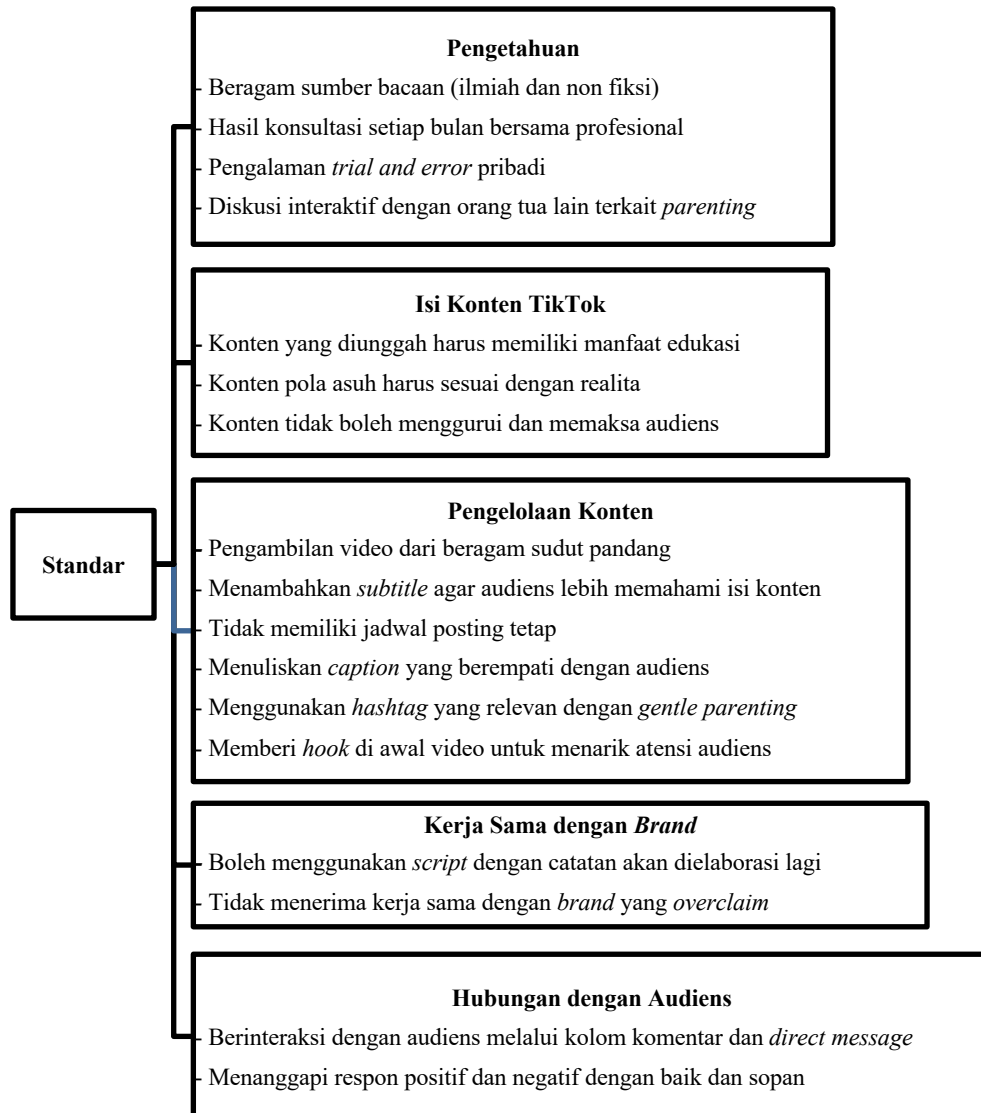 Pengetahuan
- Beragam sumber bacaan (ilmiah dan non fiksi)
- Hasil konsultasi setiap bulan bersama profesional
- Pengalaman trial and error pribadi
- Diskusi interaktif dengan orang tua lain terkait parenting
Isi Konten TikTok
- Konten yang diunggah harus memiliki manfaat edukasi
- Konten pola asuh harus sesuai dengan realita
- Konten tidak boleh menggurui dan memaksa audiens
Standar
Pengelolaan Konten
- Pengambilan video dari beragam sudut pandang
- Menambahkan subtitle agar audiens lebih memahami isi konten
- Tidak memiliki jadwal posting tetap
- Menuliskan caption yang berempati dengan audiens
- Menggunakan hashtag yang relevan dengan gentle parenting
- Memberi hook di awal video untuk menarik atensi audiens
Kerja Sama dengan Brand
- Boleh menggunakan script dengan catatan akan dielaborasi lagi
- Tidak menerima kerja sama dengan brand yang overclaim
Hubungan dengan Audiens
- Berinteraksi dengan audiens melalui kolom komentar dan direct message
- Menanggapi respon positif dan negatif dengan baik dan sopan